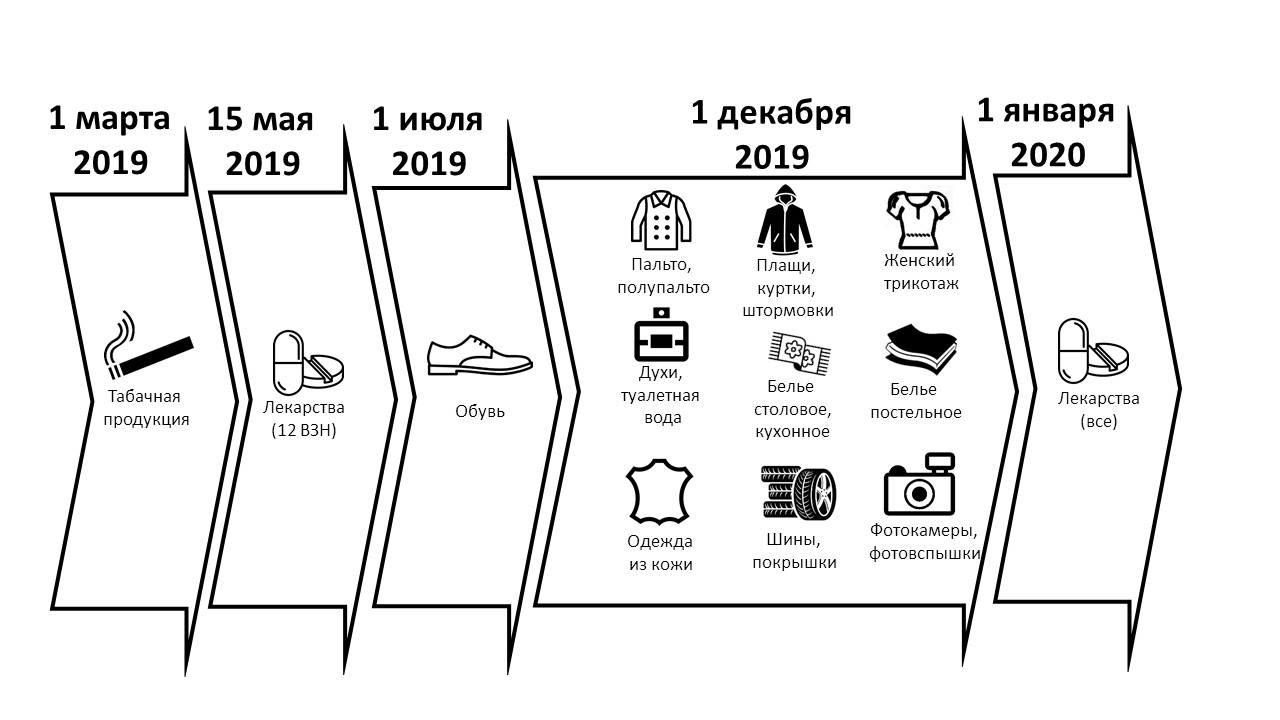 1 марта
2019
15 мая
2019
1 июля
2019
1 декабря
2019
1 января
2020
Табачная
продукция
Лекарства
(12 ВЗН)
Обувь
Пальто,
полупальто
Плащи,
куртки,
штормовки
Женский
трикотаж
Духи,
туалетная
вода
Белье
столовое,
кухонное
Белье
постельное
Одежда
из кожи
Шины,
покрышки
Фотокамеры,
фотовспышки
Лекарства
(все)